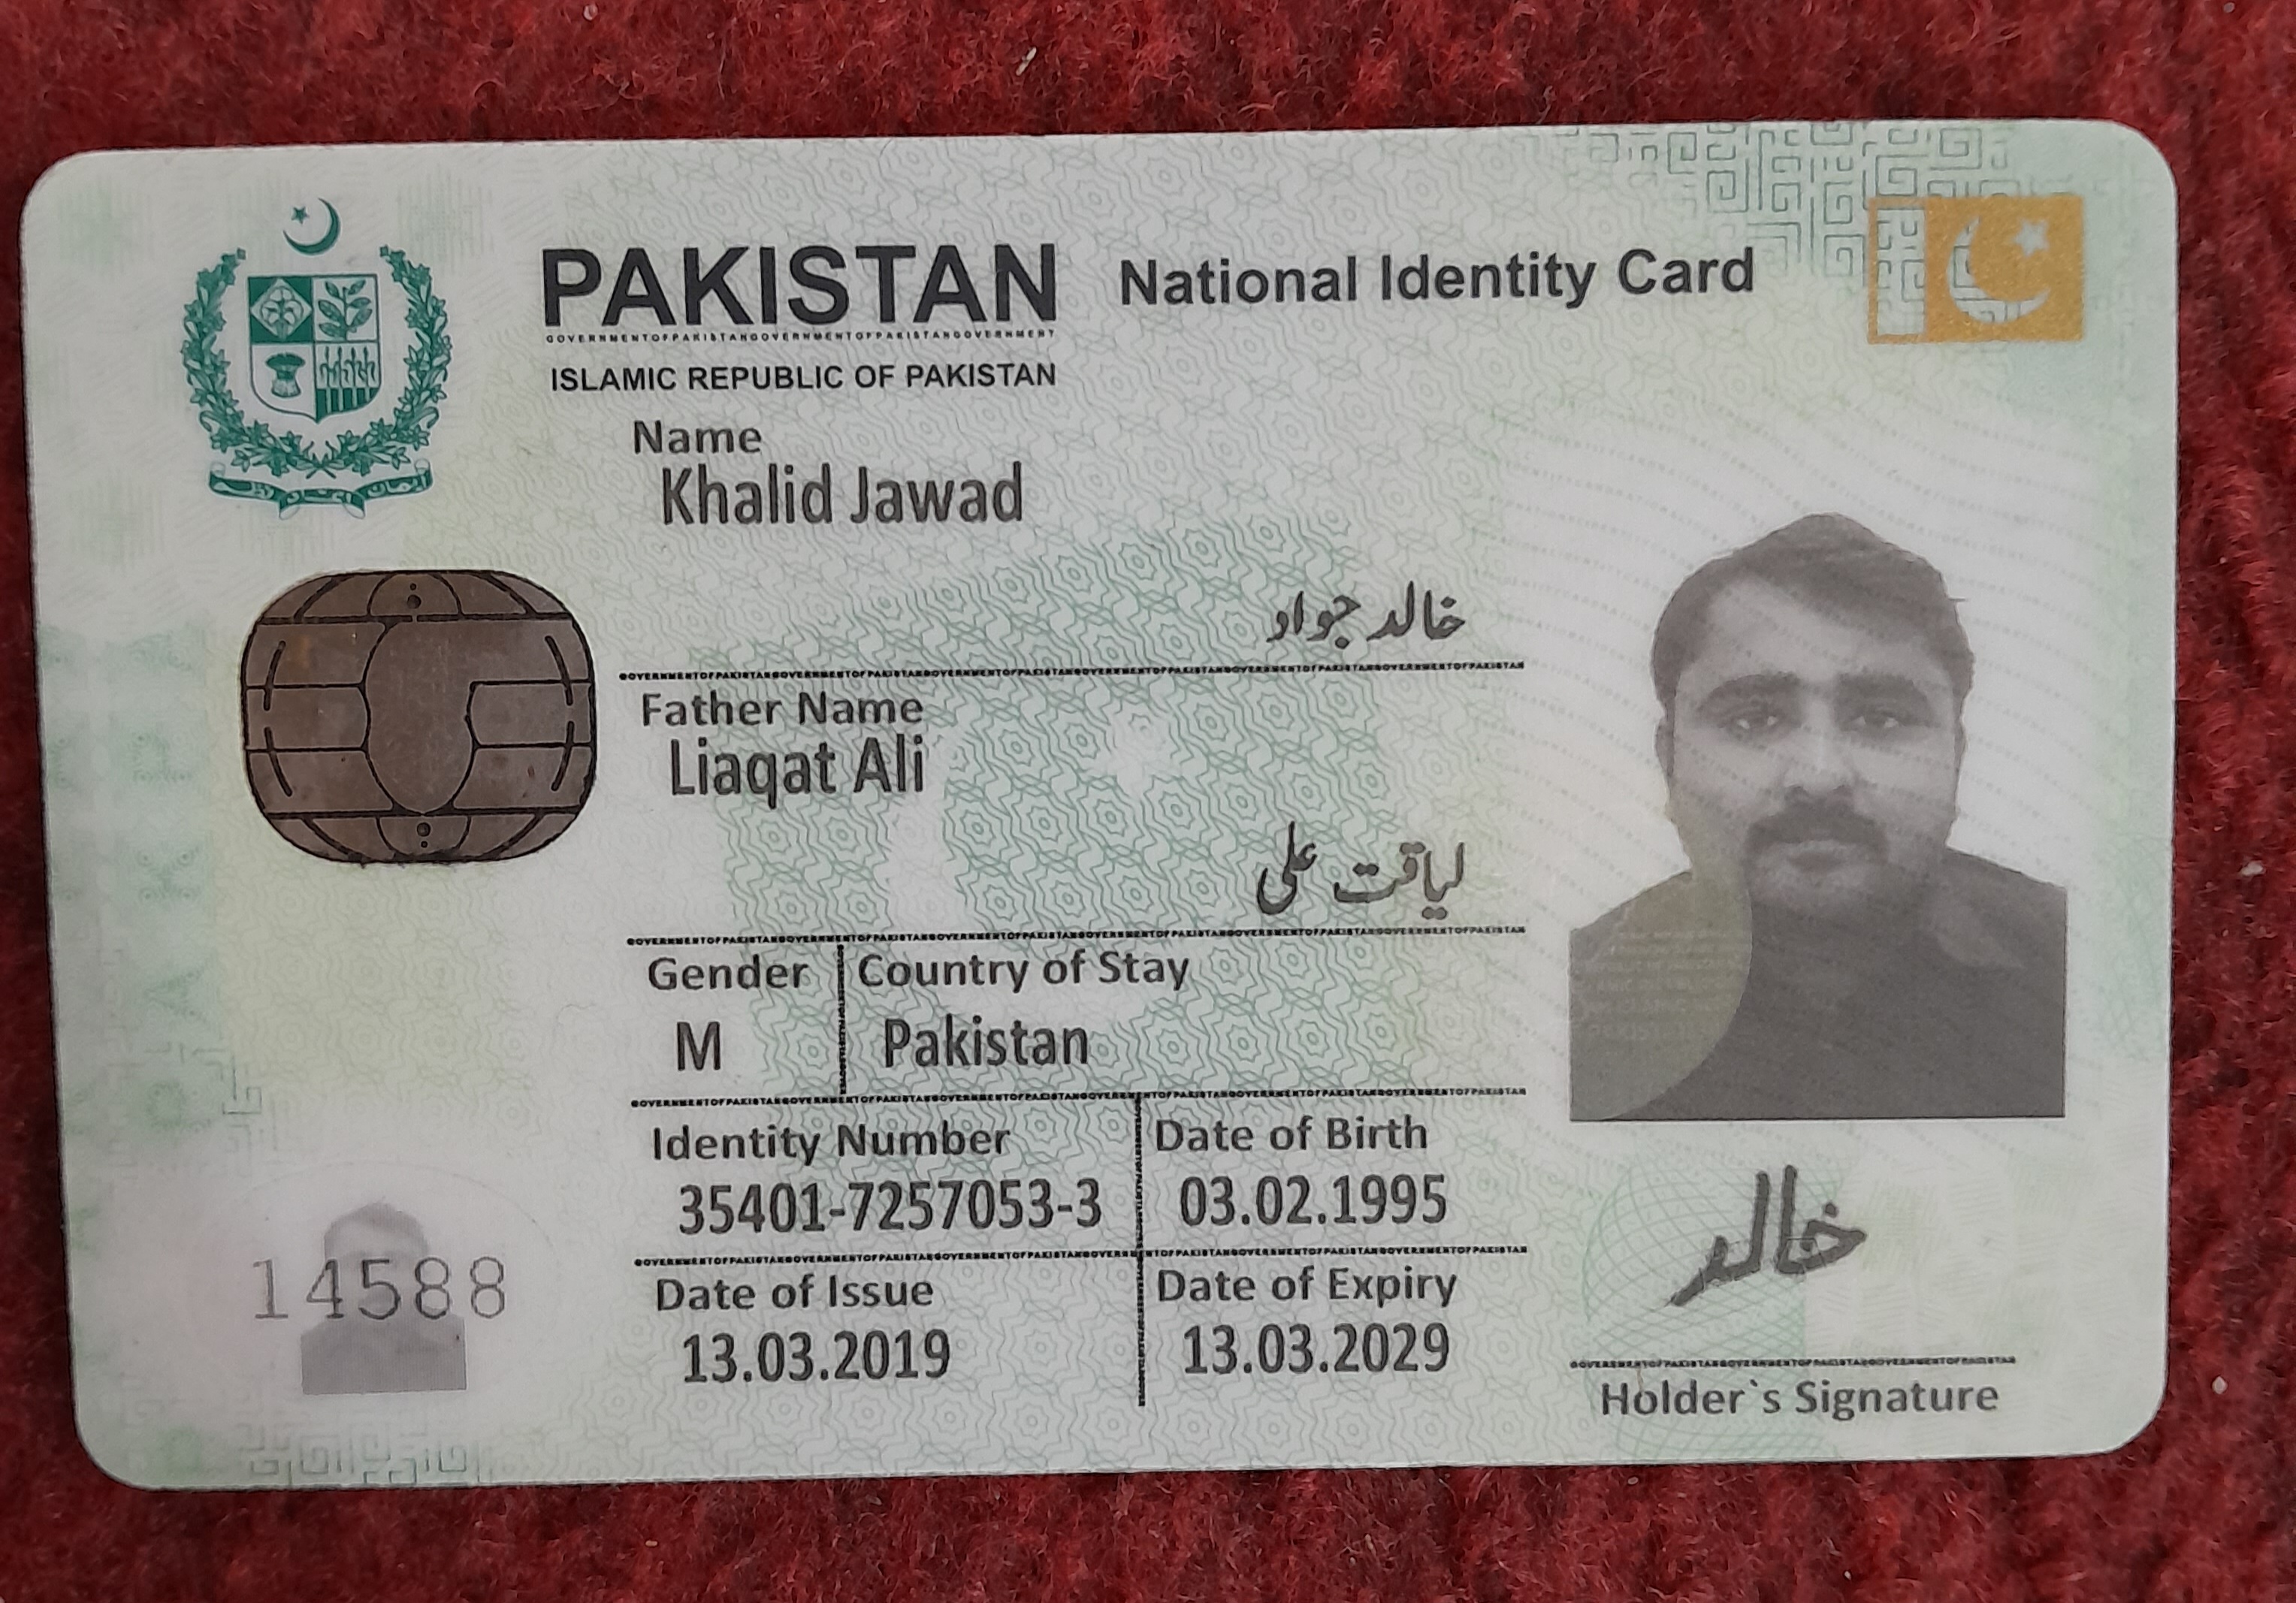 PAKISTAN National Identity Card
ISLAMIC REPUBLIC OF PAKISTAN
Name
Khalid Jawad
خالد جواد
Father Name
Liaqat Ali
لیاقت علی
Gender Country of Stay
M Pakistan
Identity Number Date of Birth
35401-7257053-3 03.02.1995
Date of Issue Date of Expiry
13.03.2019 13.03.2029
14588
خالد
Holder`s Signature